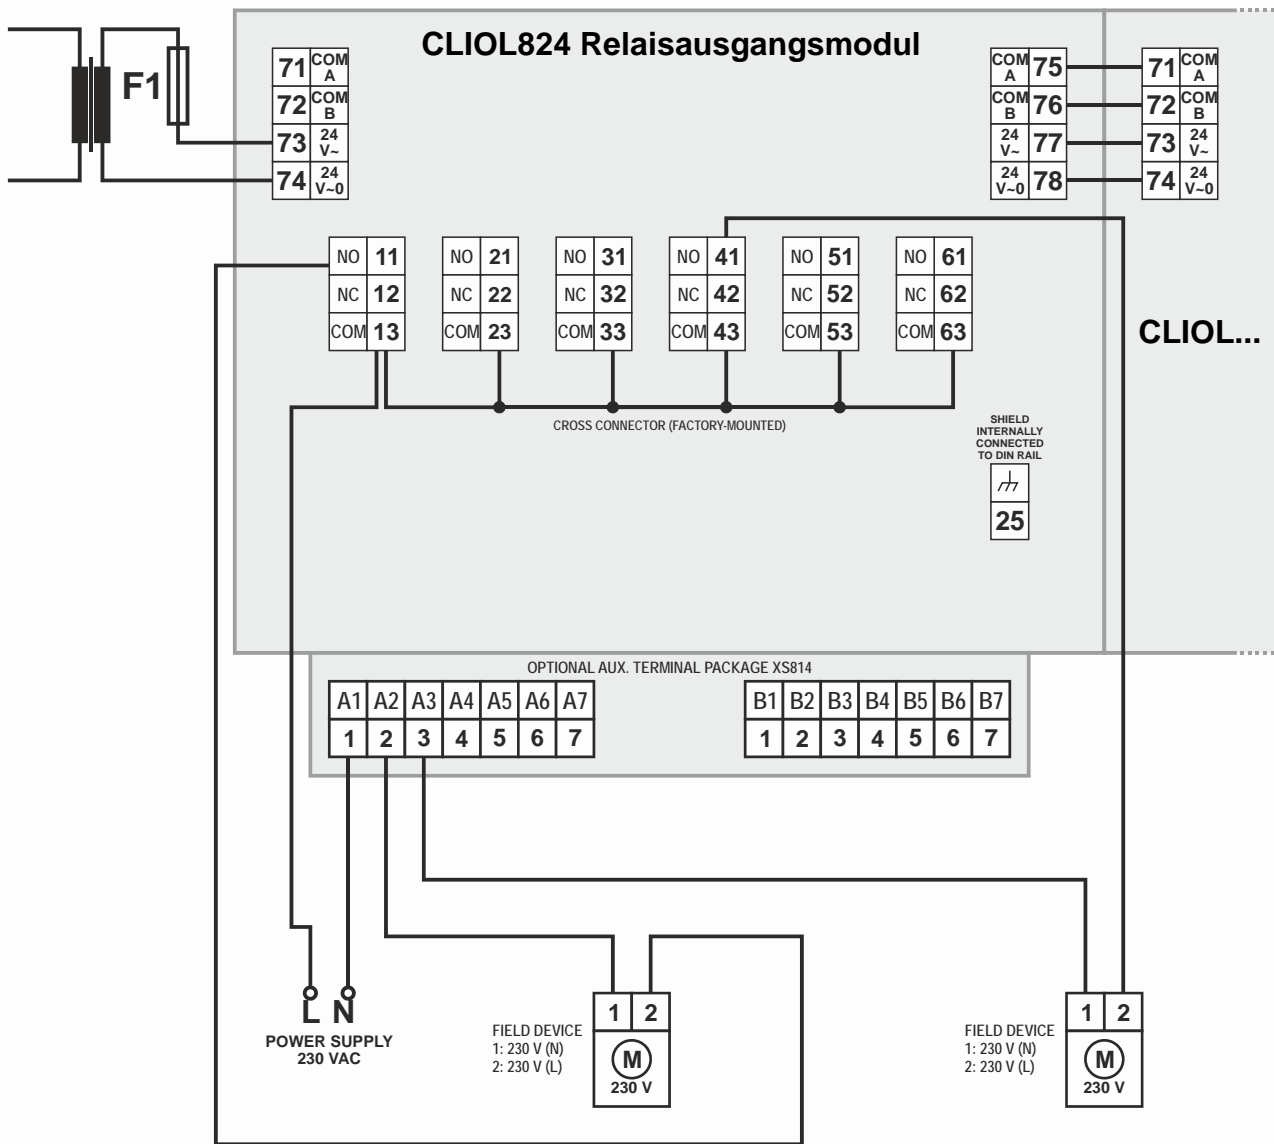 CLIOL824 Relaisausgangsmodul
F1
71 COM A
72 COM B
73 24 V~
74 24 V~0
COM A 75
COM B 76
24 V~ 77
24 V~0 78
71 COM A
72 COM B
73 24 V~
74 24 V~0
NO 11
NC 12
COM 13
NO 21
NC 22
COM 23
NO 31
NC 32
COM 33
NO 41
NC 42
COM 43
NO 51
NC 52
COM 53
NO 61
NC 62
COM 63
CLIOL...
CROSS CONNECTOR (FACTORY-MOUNTED)
SHIELD
INTERNALLY
CONNECTED
TO DIN RAIL
25
OPTIONAL AUX. TERMINAL PACKAGE XS814
A1 A2 A3 A4 A5 A6 A7
1 2 3 4 5 6 7
B1 B2 B3 B4 B5 B6 B7
1 2 3 4 5 6 7
L N
POWER SUPPLY
230 VAC
FIELD DEVICE
1: 230 V (N)
2: 230 V (L)
1 2
M
230 V
FIELD DEVICE
1: 230 V (N)
2: 230 V (L)
1 2
M
230 V